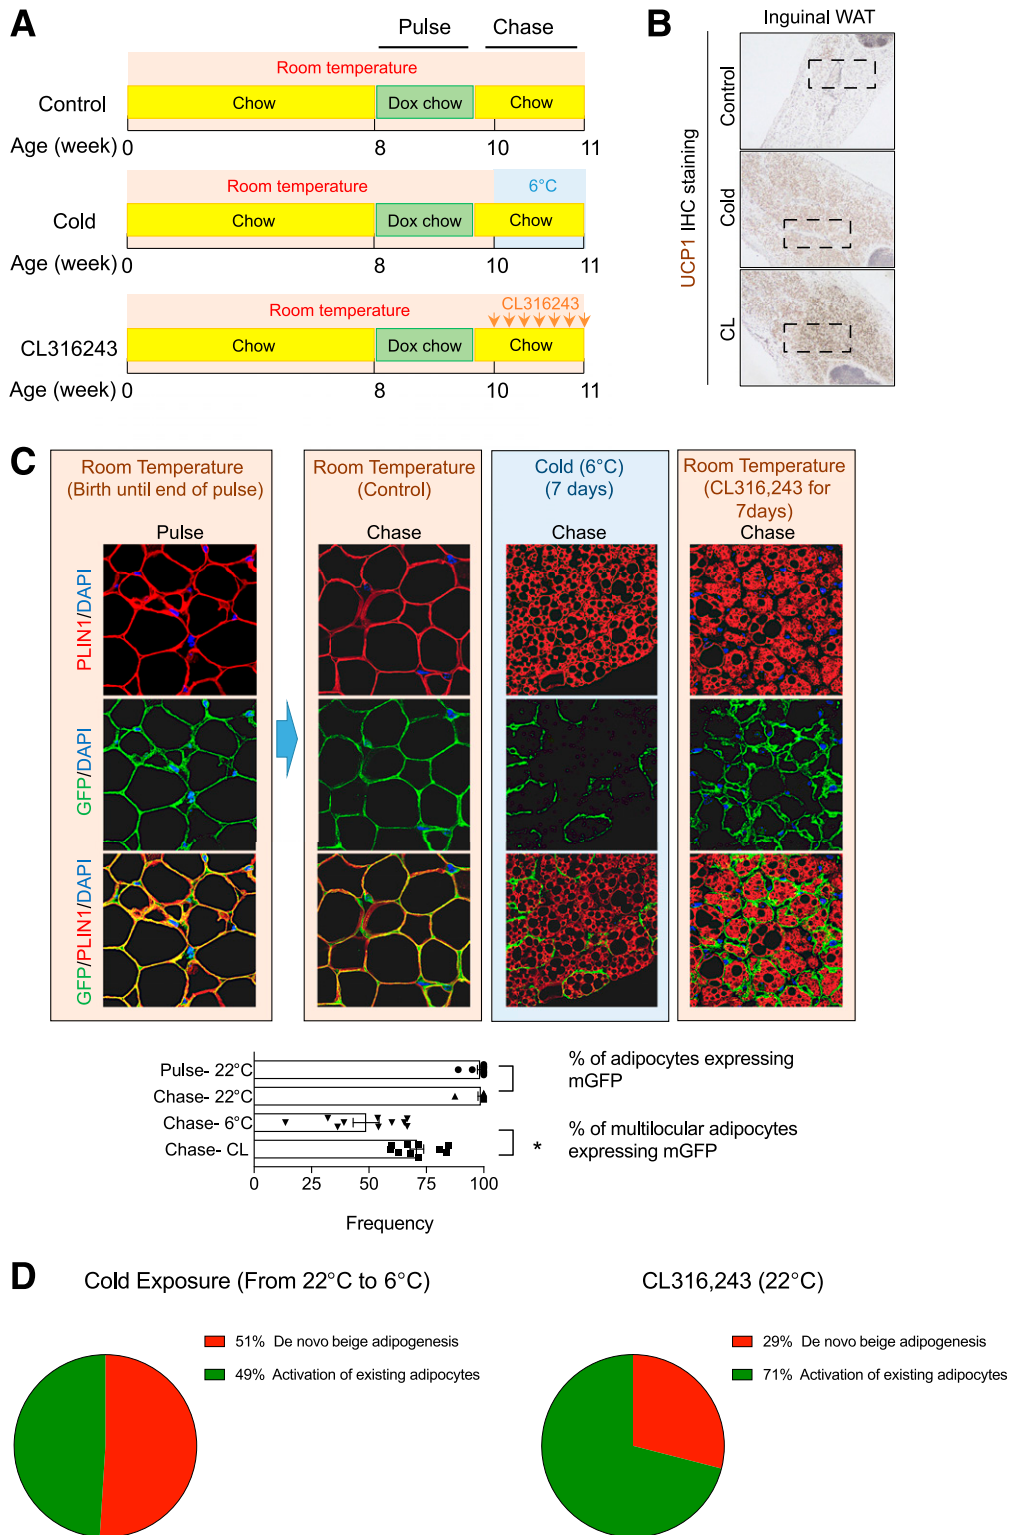 A
Pulse
Chase
Room temperature
Control
Chow
Dox chow
Chow
Age (week)
0
8
10
11
Room temperature
6°C
Cold
Chow
Dox chow
Chow
Age (week)
0
8
10
11
Room temperature
CL316243
CL316243
Chow
Dox chow
Chow
Age (week)
0
8
10
11
B
Inguinal WAT
UCP1 IHC staining
Control
Cold
CL
C
Room Temperature
(Birth until end of pulse)
Pulse
Room Temperature
(Control)
Chase
Cold (6°C)
(7 days)
Chase
Room Temperature
(CL316,243 for
7days)
Chase
PLIN1/DAPI
GFP/DAPI
GFP/PLIN1/DAPI
Pulse- 22°C
Chase- 22°C
Chase- 6°C
Chase- CL
0
25
50
75
100
Frequency
% of adipocytes expressing
mGFP
*
% of multilocular adipocytes
expressing mGFP
D
Cold Exposure (From 22°C to 6°C)
51% De novo beige adipogenesis
49% Activation of existing adipocytes
CL316,243 (22°C)
29% De novo beige adipogenesis
71% Activation of existing adipocytes